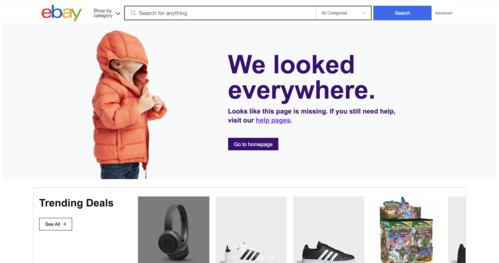 ebay
Shop by
category
Search for anything
All Categories
Search
Advanced
We looked
everywhere.
Looks like this page is missing. If you still need help,
visit our help pages.
Go to homepage
Trending Deals
See All